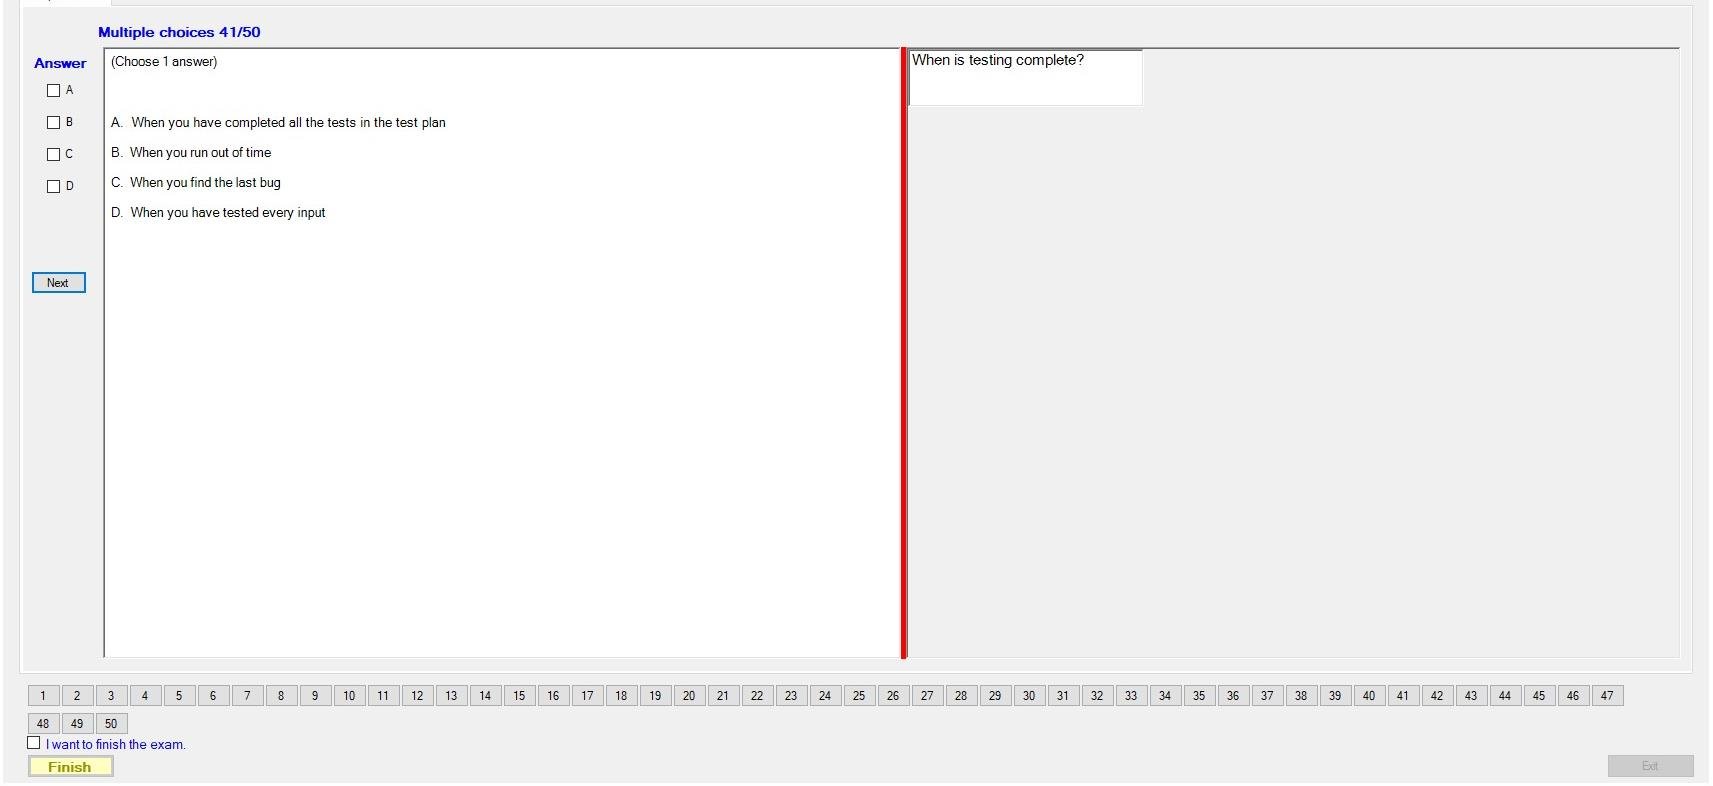 Multiple choices 41/50
Answer
A
B
C
D
Next
(Choose 1 answer)
A. When you have completed all the tests in the test plan
B. When you run out of time
C. When you find the last bug
D. When you have tested every input
When is testing complete?
1 2 3 4 5 6 7 8 9 10 11 12 13 14 15 16 17 18 19 20 21 22 23 24 25 26 27 28 29 30 31 32 33 34 35 36 37 38 39 40 41 42 43 44 45 46 47
48 49 50
I want to finish the exam.
Finish
Exit